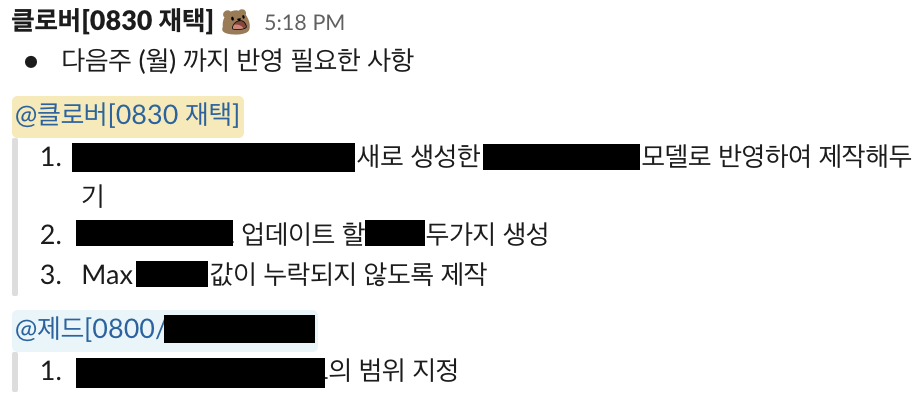 클로버[0830 재택] 5:18 PM
• 다음주 (월) 까지 반영 필요한 사항
@클로버[0830 재택]
1. 새로 생성한 모델로 반영하여 제작해두
기
2. 업데이트 할 두가지 생성
3. Max 값이 누락되지 않도록 제작
@제드[0800/
1. 의 범위 지정